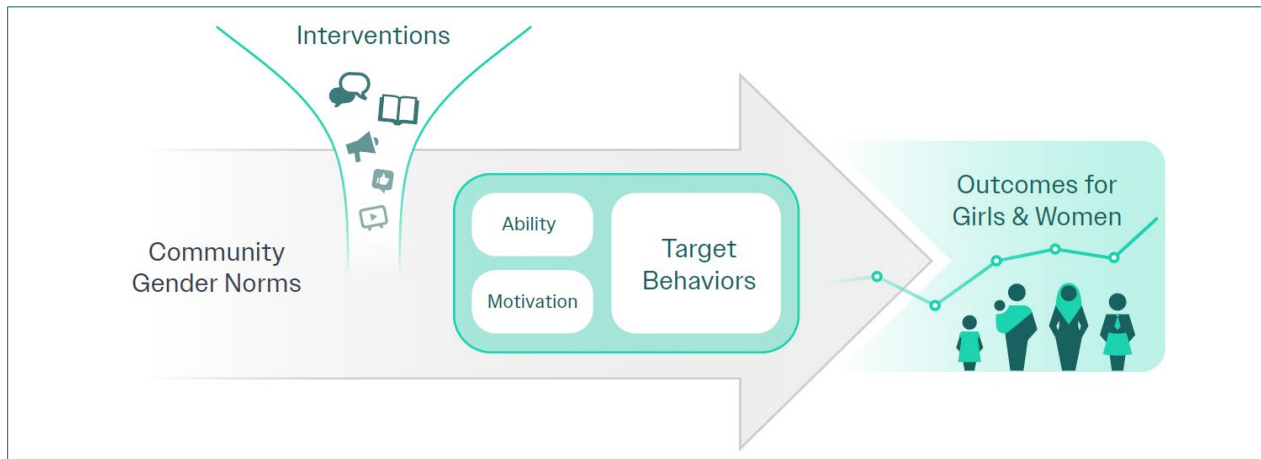 Interventions
Community
Gender Norms
Ability
Motivation
Target
Behaviors
Outcomes for
Girls & Women